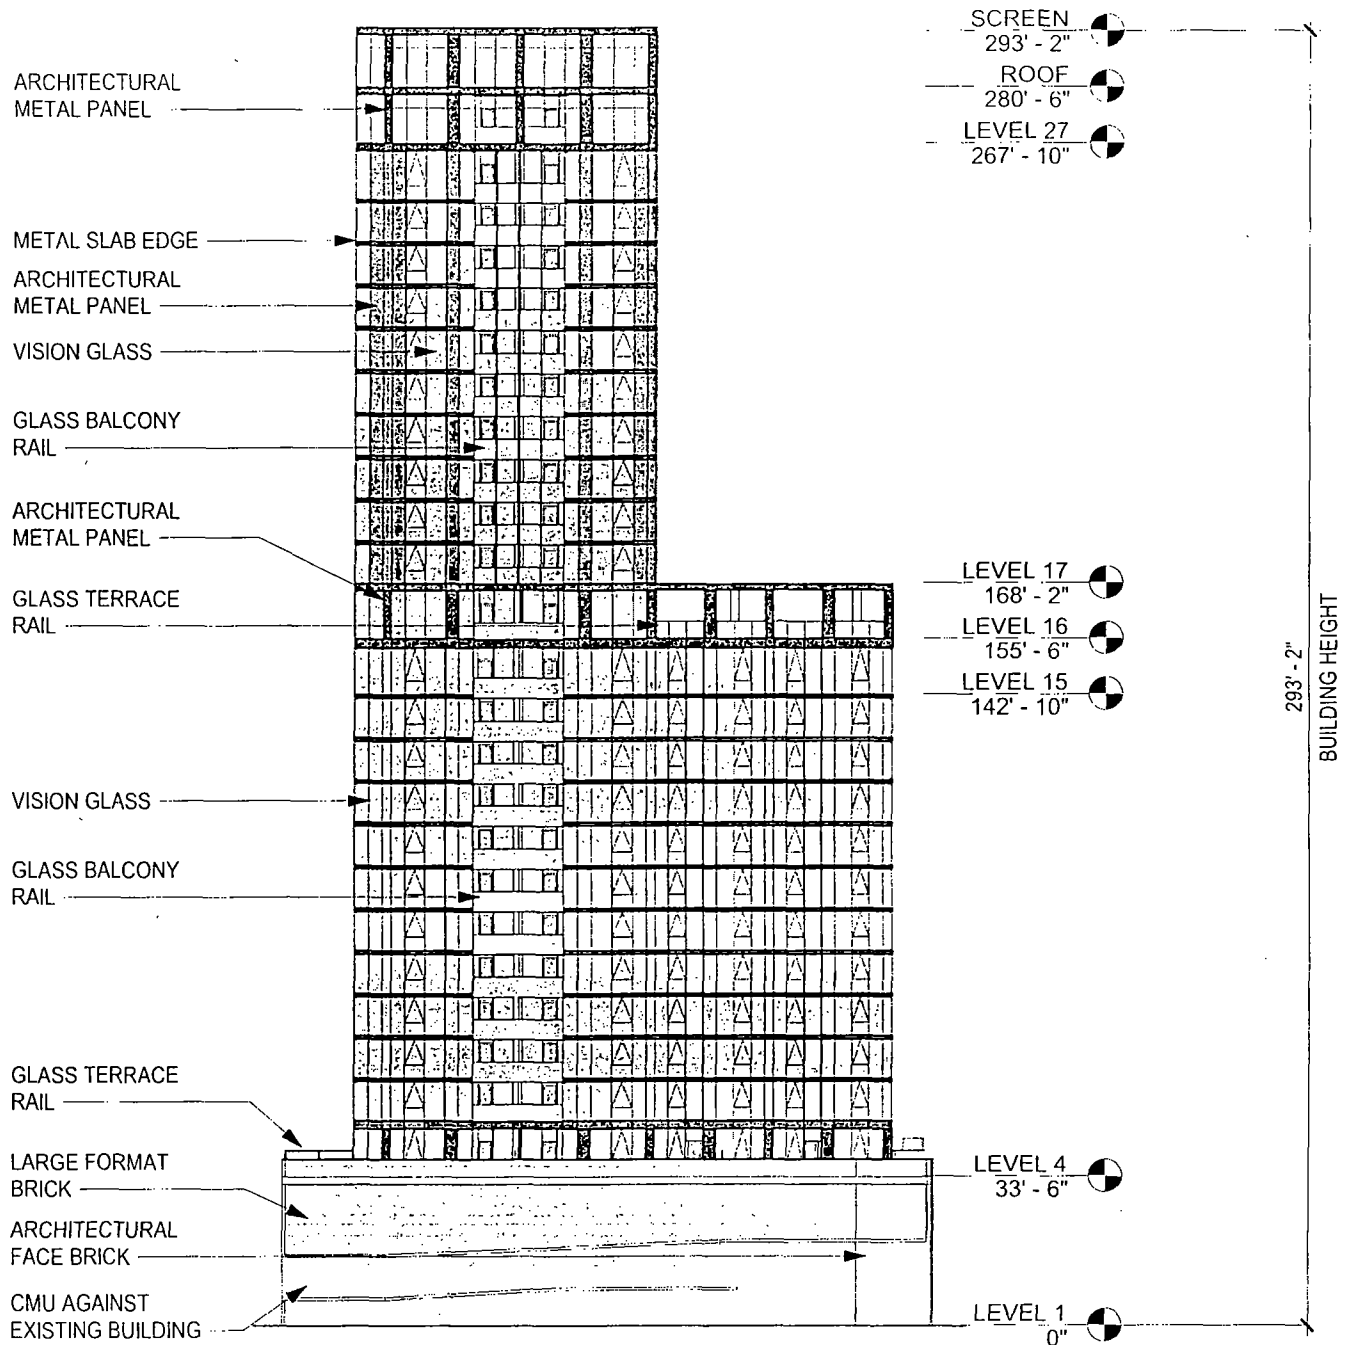 SCREEN
293' - 2"
ROOF
280' - 6"
LEVEL 27
267' - 10"
ARCHITECTURAL
METAL PANEL
METAL SLAB EDGE
ARCHITECTURAL
METAL PANEL
VISION GLASS
GLASS BALCONY
RAIL
ARCHITECTURAL
METAL PANEL
GLASS TERRACE
RAIL
LEVEL 17
168' - 2"
LEVEL 16
155' - 6"
LEVEL 15
142' - 10"
293' - 2"
BUILDING HEIGHT
VISION GLASS
GLASS BALCONY
RAIL
GLASS TERRACE
RAIL
LARGE FORMAT
BRICK
ARCHITECTURAL
FACE BRICK
CMU AGAINST
EXISTING BUILDING
LEVEL 4
33' - 6"
LEVEL 1
0"